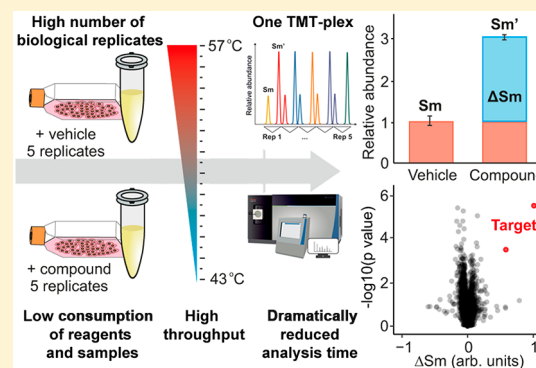 High number of
biological replicates
+ vehicle
5 replicates
+ compound
5 replicates
Low consumption
of reagents
and samples
57°C
43°C
High
throughput
One TMT-plex
Relative abundance
Sm
Sm'
Rep 1
...
Rep 5
Dramatically
reduced
analysis time
Relative abundance
3
2
1
0
Sm
Sm'
ΔSm
Vehicle
Compoun
-log10(p value)
6
4
2
0
Target
−1
0
1
ΔSm (arb. units)